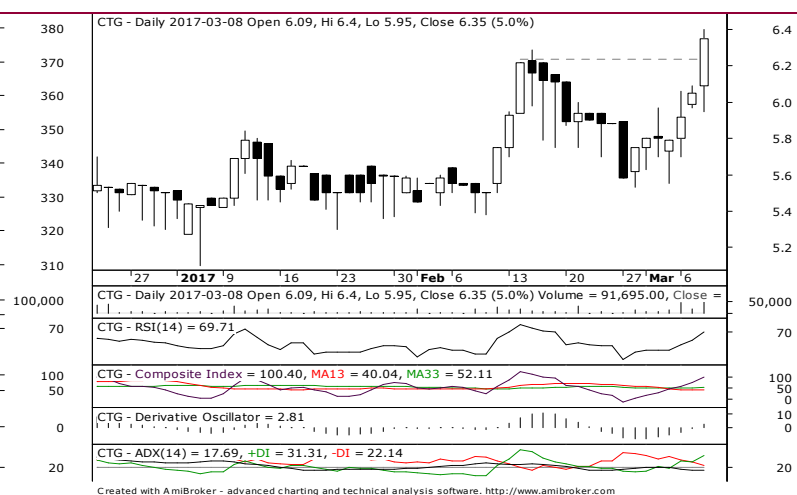 CTG - Daily 2017-03-08 Open 6.09, Hi 6.4, Lo 5.95, Close 6.35 (5.0%)
380 6.4
370 6.2
360 6.0
350 5.8
340 5.6
330 5.4
320 5.2
310
27 2017 9 16 23 30 Feb 6 13 20 27 Mar 6
CTG - Daily 2017-03-08 Open 6.09, Hi 6.4, Lo 5.95, Close 6.35 (5.0%) Volume = 91,695.00, Close =
100,000 50,000
CTG - RSI(14) = 69.71
70 70
CTG - Composite Index = 100.40, MA13 = 40.04, MA33 = 52.11
100 100
50 50
0
CTG - Derivative Oscillator = 2.81
10
0 0
CTG - ADX(14) = 17.69, +DI = 31.31, -DI = 22.14
20 20
Created with AmiBroker - advanced charting and technical analysis software. http://www.amibroker.com